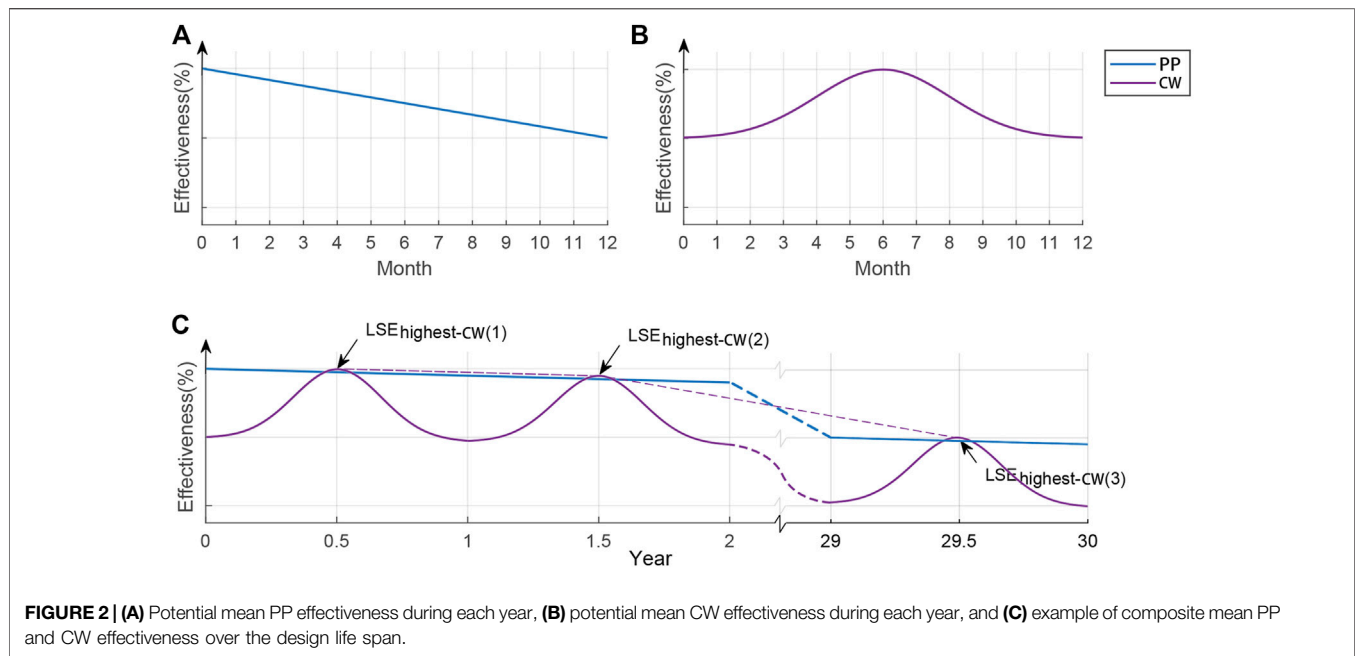 A
Effectiveness(%)
0 1 2 3 4 5 6 7 8 9 10 11 12
Month
B
Effectiveness(%)
0 1 2 3 4 5 6 7 8 9 10 11 12
Month
PP
CW
C
Effectiveness(%)
LSEhighest-CW(1)
LSEhighest-CW(2)
LSEhighest-CW(3)
0 0.5 1 1.5 2 29 29.5 30
Year
FIGURE 2 | (A) Potential mean PP effectiveness during each year, (B) potential mean CW effectiveness during each year, and (C) example of composite mean PP
and CW effectiveness over the design life span.